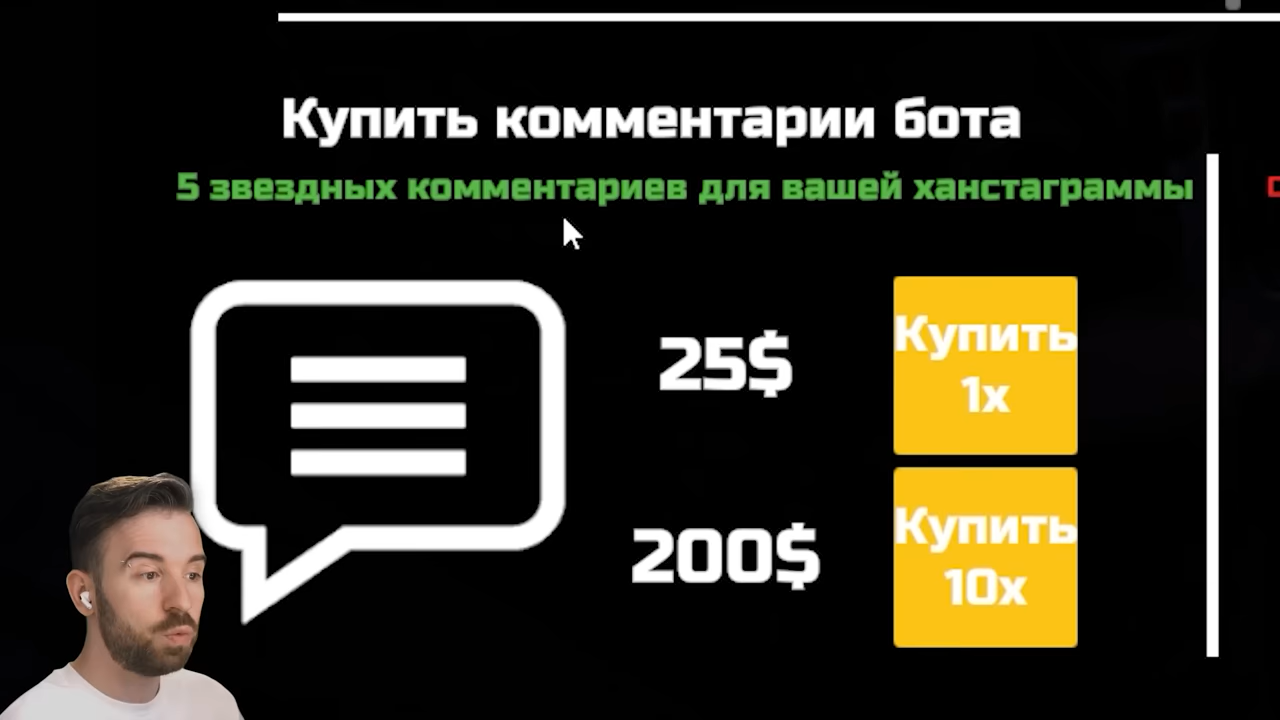 Купить комментарии бота
5 звездных комментариев для вашей ханстаграммы
25$
Купить
1x
200$
Купить
10x